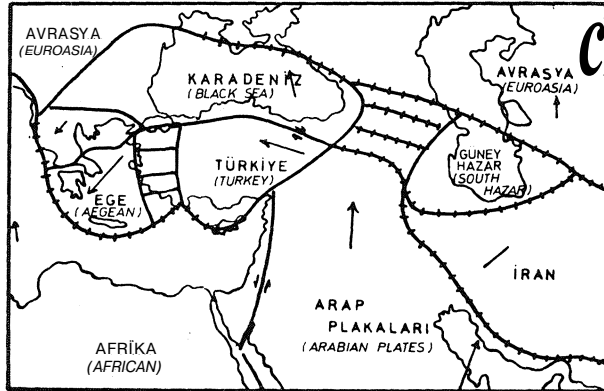 AVRASYA
(EUROASIA)
C
KARADENİZ
(BLACK SEA)
AVRASYA
(EUROASIA)
TÜRKİYE
(TURKEY)
GUNEY
HAZAR
(SOUTH
HAZAR)
EGE
(AEGEAN)
İRAN
ARAP
PLAKALARI
(ARABIAN PLATES)
AFRİKA
(AFRICAN)